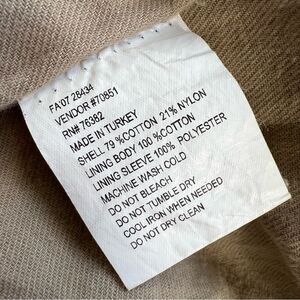 FA'07 28434
VENDOR #70851
RN# 76382
MADE IN TURKEY
SHELL 79 %COTTON 21% NYLON
LINING BODY 100 %COTTON
LINING SLEEVE 100% POLYESTER
MACHINE WASH COLD
DO NOT BLEACH
DO NOT TUMBLE DRY
COOL IRON WHEN NEEDED
DO NOT DRY CLEAN